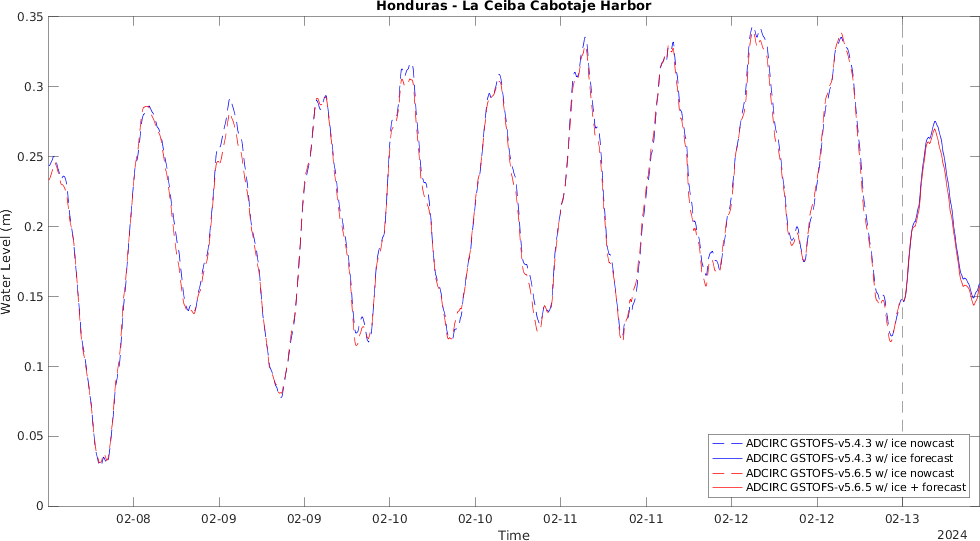 Honduras - La Ceiba Cabotaje Harbor
0.35
0.3
0.25
0.2
0.15
0.1
0.05
0
Water Level (m)
02-08 02-09 02-09 02-10 02-10 02-11 02-11 02-12 02-12 02-13
Time
2024
ADCIRC GSTOFS-v5.4.3 w/ ice nowcast
ADCIRC GSTOFS-v5.4.3 w/ ice forecast
ADCIRC GSTOFS-v5.6.5 w/ ice nowcast
ADCIRC GSTOFS-v5.6.5 w/ ice + forecast